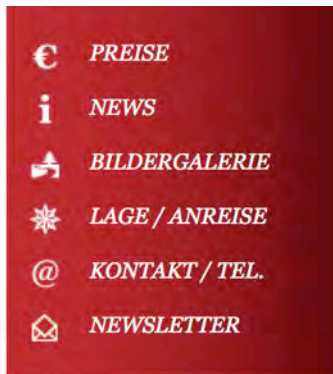 € PREISE
i NEWS
BILDERGALERIE
LAGE / ANREISE
@ KONTAKT / TEL.
NEWSLETTER